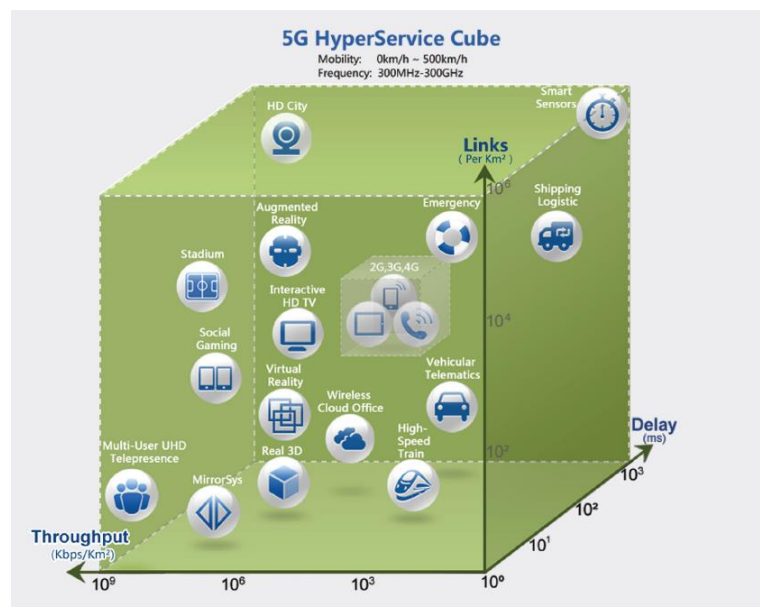 5G HyperService Cube
Mobility: 0km/h ~ 500km/h
Frequency: 300MHz-300GHz
Smart
Sensors
HD City
Links
( Per Km² )
10⁶
Shipping
Logistic
Emergency
Augmented
Reality
Stadium
2G,3G,4G
Interactive
HD TV
10⁴
Social
Gaming
Virtual
Reality
Wireless
Cloud Office
Vehicular
Telematics
High-
Speed
Train
10²
Delay
(ms)
10³
Multi-User UHD
Telepresence
Real 3D
MirrorSys
10²
10¹
Throughput
(Kbps/Km²)
10⁹
10⁶
10³
10⁰